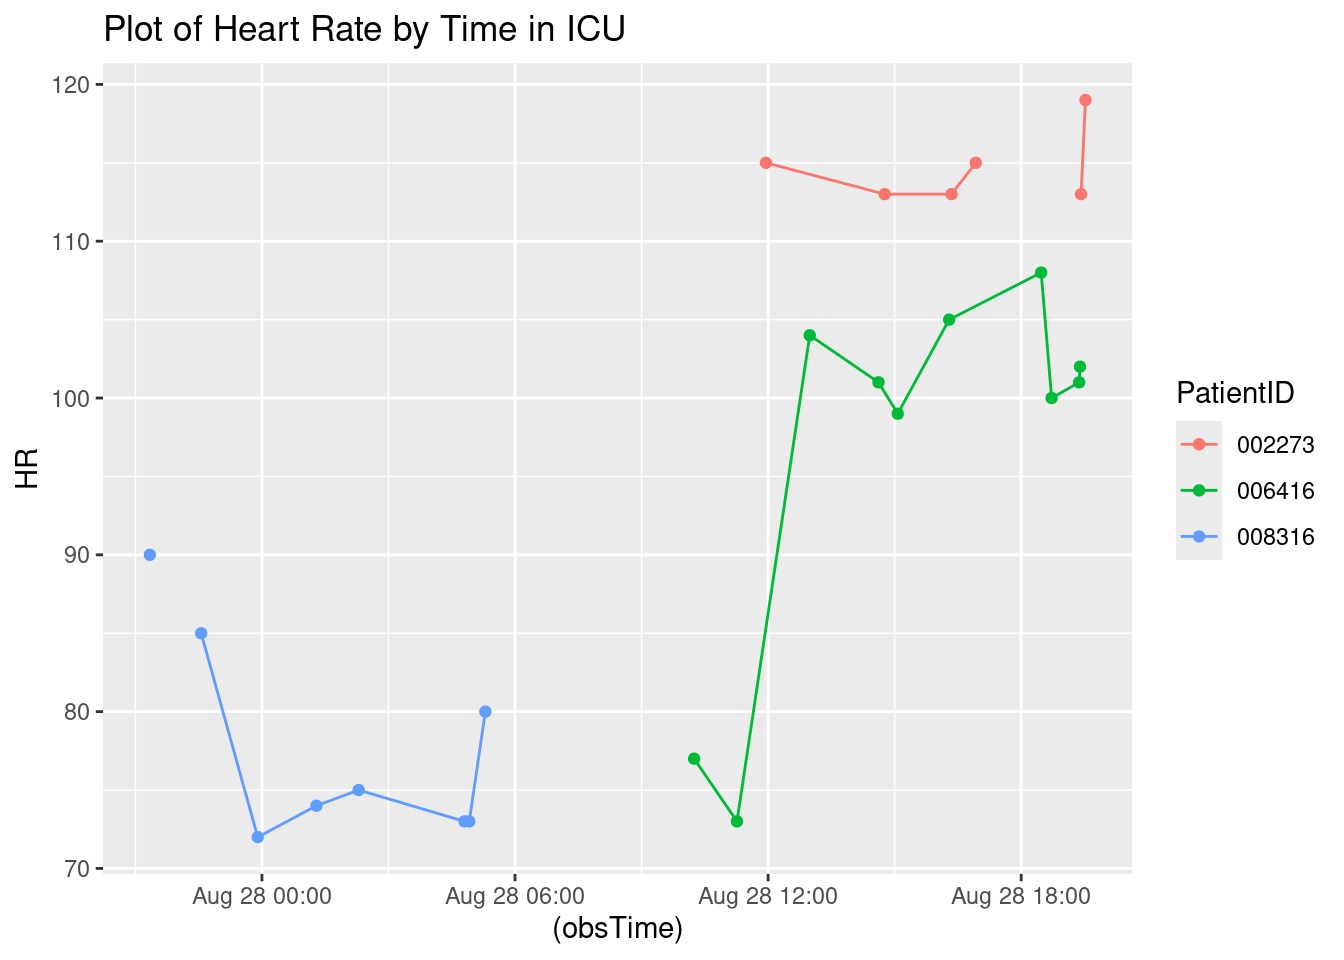 Plot of Heart Rate by Time in ICU
120
110
100
90
80
70
HR
Aug 28 00:00
Aug 28 06:00
Aug 28 12:00
Aug 28 18:00
(obsTime)
PatientID
002273
006416
008316